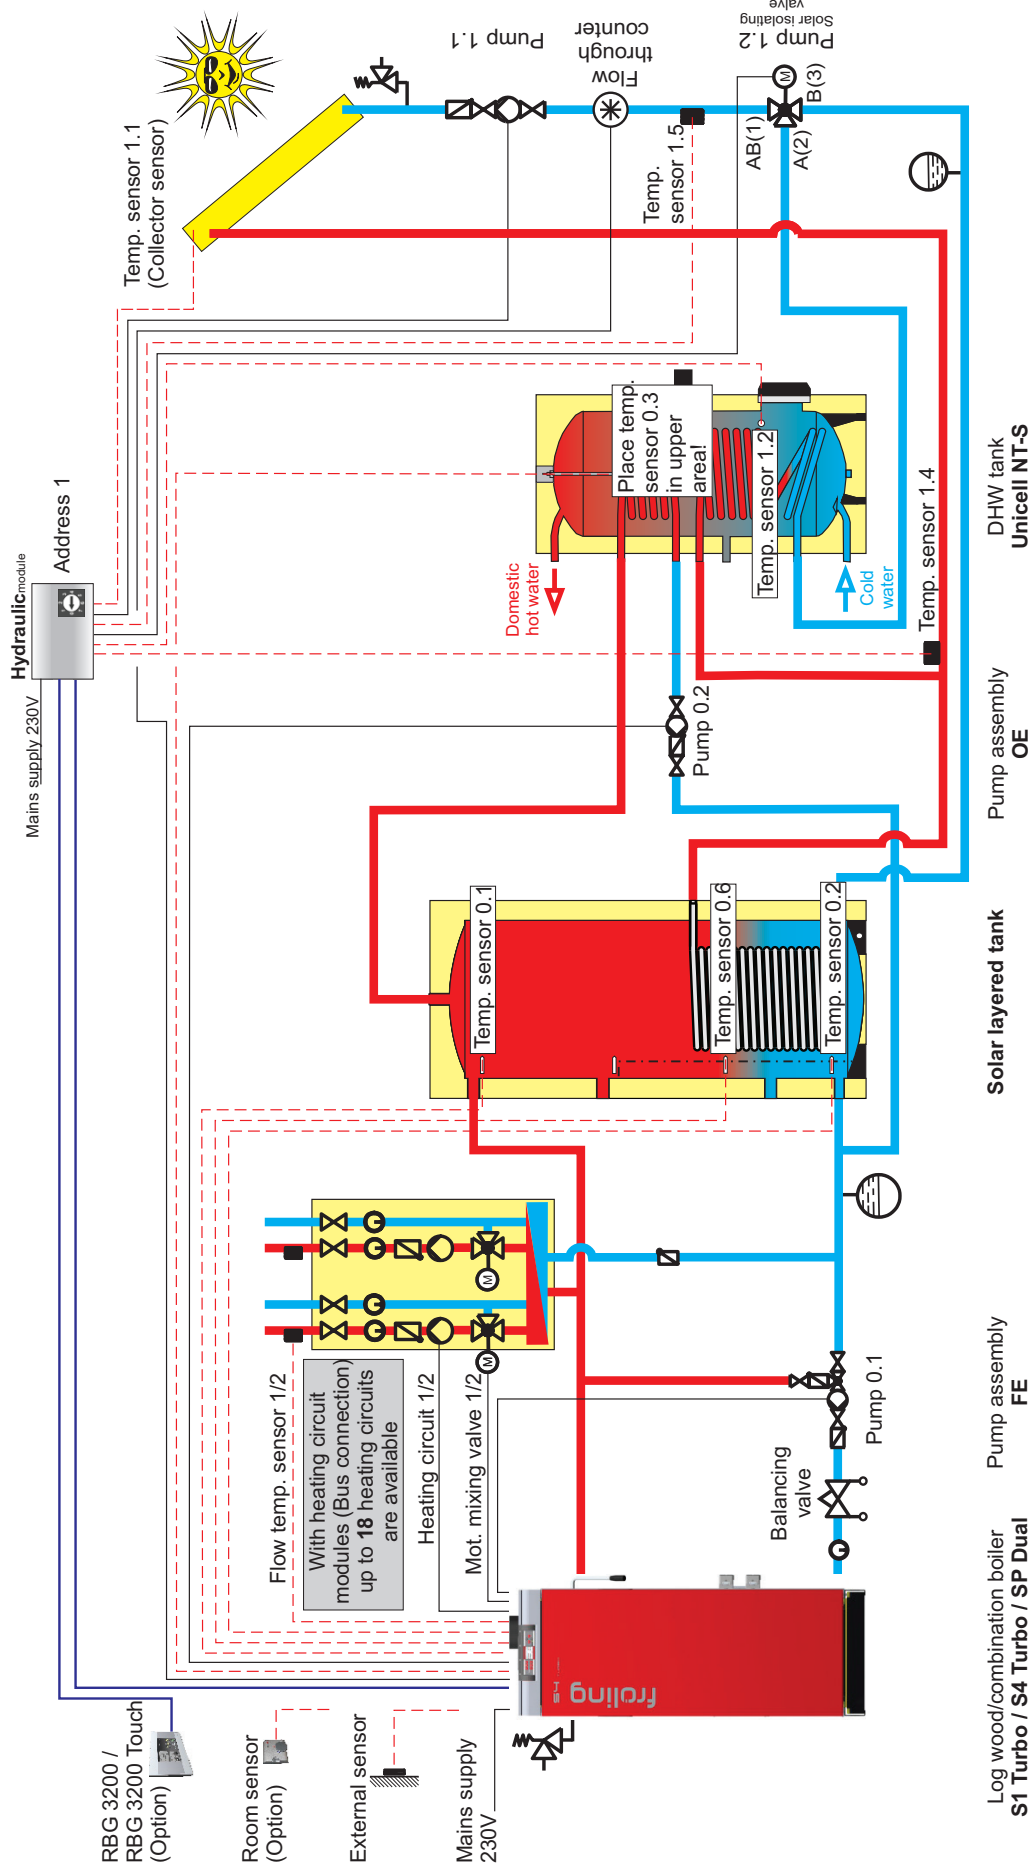 RBG 3200 /
RBG 3200 Touch
(Option)
Room sensor
(Option)
External sensor
Mains supply
230V
Log wood/combination boiler
S1 Turbo / S4 Turbo / SP Dual
fröling
S4
Flow temp. sensor 1/2
With heating circuit
modules (Bus connection)
up to 18 heating circuits
are available
Heating circuit 1/2
Mot. mixing valve 1/2
M
M
Balancing
valve
Pump 0.1
Pump assembly
FE
Temp. sensor 0.1
Temp. sensor 0.6
Temp. sensor 0.2
Solar layered tank
Mains supply 230V
Hydraulicmodule
Address 1
Pump 0.2
Pump assembly
OE
Domestic
hot water
Place temp.
sensor 0.3
in upper
area!
Temp. sensor 1.2
Cold
water
Temp. sensor 1.4
DHW tank
Unicell NT-S
Temp. sensor 1.1
(Collector sensor)
Pump 1.1
Flow
through
counter
Temp.
sensor 1.5
Pump 1.2
Solar isolating
valve
M
AB(1)
A(2)
B(3)